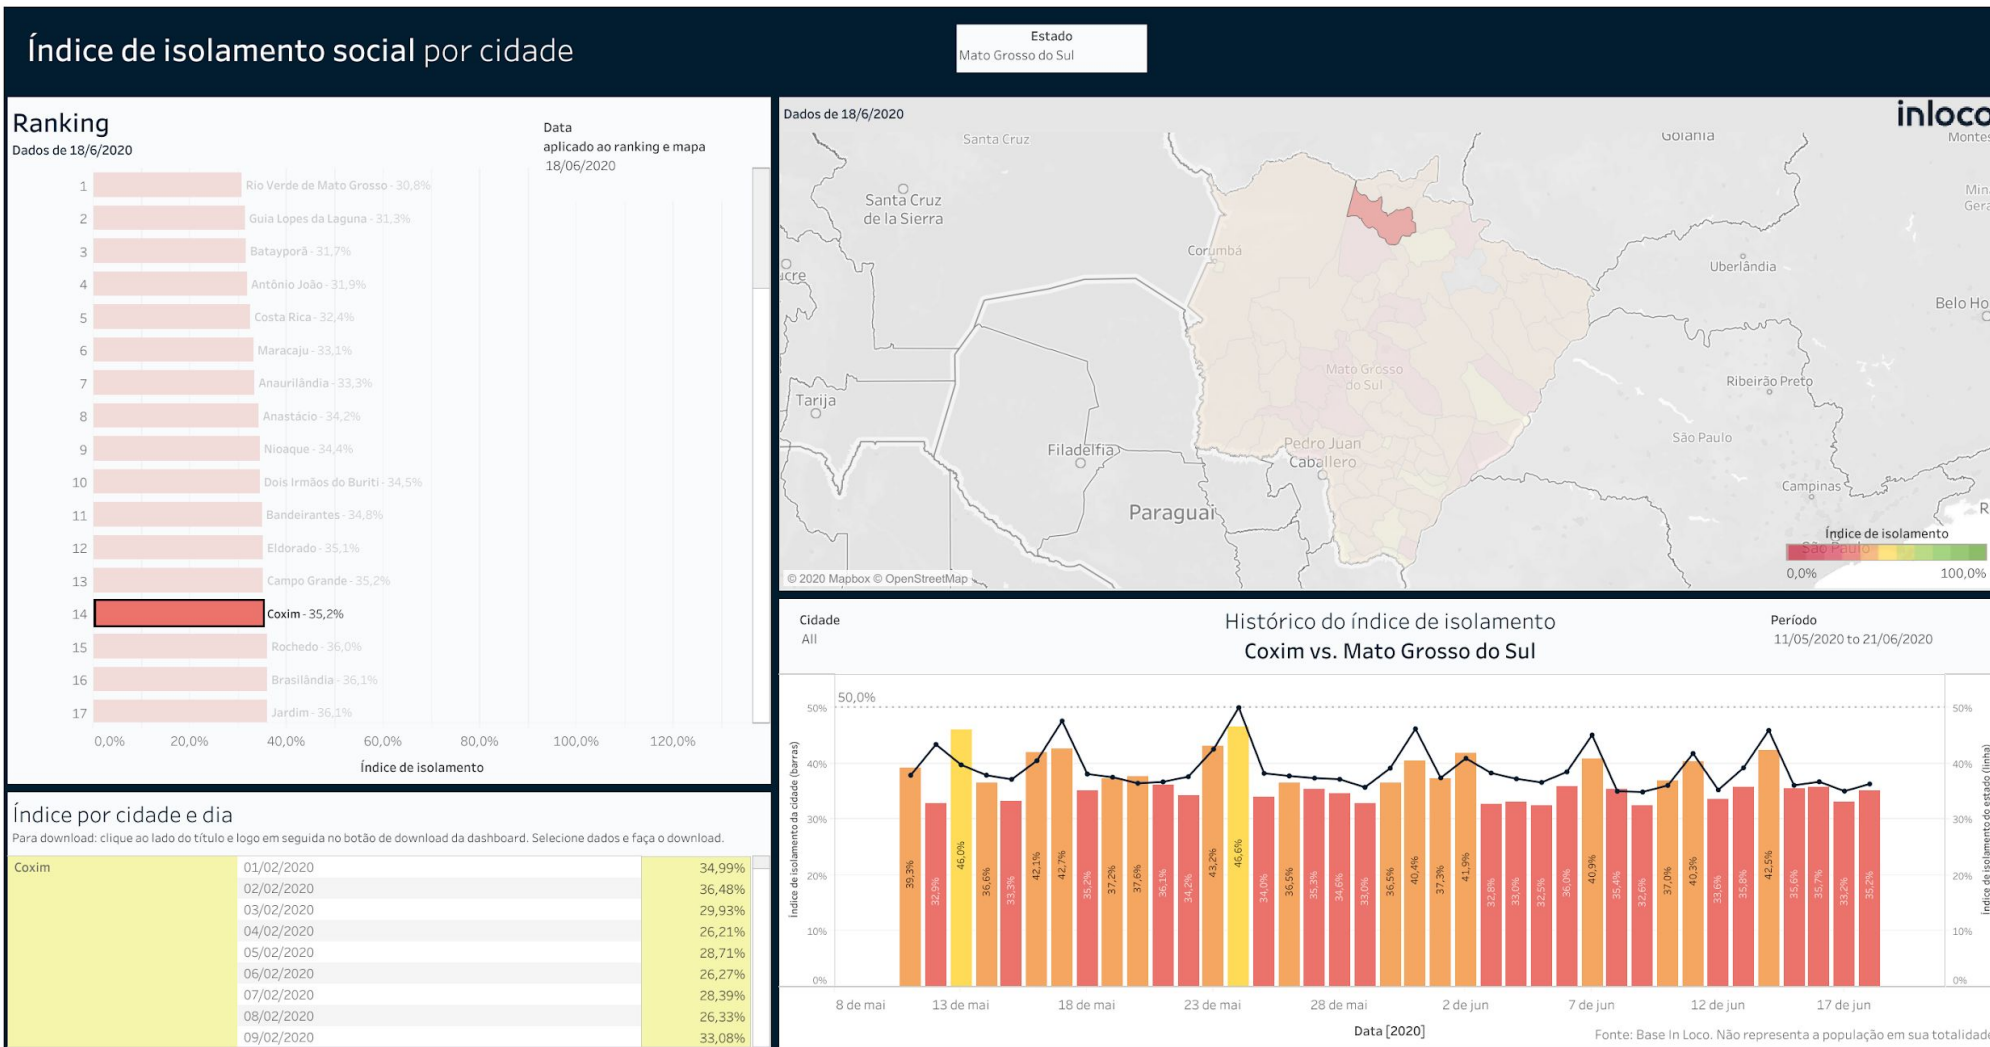 Índice de isolamento social por cidade
Estado
Mato Grosso do Sul
Ranking
Dados de 18/6/2020
Data
aplicado ao ranking e mapa
18/06/2020
1 Rio Verde de Mato Grosso - 30,8%
2 Guia Lopes da Laguna - 31,3%
3 Batayporã - 31,7%
4 Antônio João - 31,9%
5 Costa Rica - 32,4%
6 Maracaju - 33,1%
7 Anaurilândia - 33,3%
8 Anastácio - 34,2%
9 Nioaque - 34,4%
10 Dois Irmãos do Buriti - 34,5%
11 Bandeirantes - 34,8%
12 Eldorado - 35,1%
13 Campo Grande - 35,2%
14 Coxim - 35,2%
15 Rochedo - 36,0%
16 Brasilândia - 36,1%
17 Jardim - 36,1%
0,0% 20,0% 40,0% 60,0% 80,0% 100,0% 120,0%
Índice de isolamento
Índice por cidade e dia
Para download: clique ao lado do título e logo em seguida no botão de download da dashboard. Selecione dados e faça o download.
Coxim 01/02/2020 34,99%
02/02/2020 36,48%
03/02/2020 29,93%
04/02/2020 26,21%
05/02/2020 28,71%
06/02/2020 26,27%
07/02/2020 28,39%
08/02/2020 26,33%
09/02/2020 33,08%
Dados de 18/6/2020
inloco
Santa Cruz
Goiânia
Montes
Santa Cruz
de la Sierra
Min
Gera
Corumbá
Uberlândia
ucre
Belo Ho
Mato Grosso
do Sul
Ribeirão Preto
Tarija
São Paulo
Pedro Juan
Caballero
Filadélfia
Campinas
Paraguai
R
Índice de isolamento
São Paulo
0,0% 100,0%
© 2020 Mapbox © OpenStreetMap
Cidade
All
Histórico do índice de isolamento
Coxim vs. Mato Grosso do Sul
Período
11/05/2020 to 21/06/2020
50,0%
50%
40%
30%
20%
10%
0%
Índice de isolamento da cidade (barras)
39,3%
32,9%
46,0%
36,6%
33,3%
42,1%
42,7%
35,2%
37,2%
37,6%
36,1%
34,2%
43,2%
46,6%
34,0%
36,5%
35,3%
34,6%
33,0%
36,5%
40,4%
37,3%
41,9%
32,8%
33,0%
32,5%
36,0%
40,9%
35,4%
32,6%
37,0%
40,3%
33,6%
35,8%
42,5%
35,6%
35,7%
33,2%
35,2%
50%
40%
30%
20%
10%
0%
Índice de isolamento do estado (linha)
8 de mai 13 de mai 18 de mai 23 de mai 28 de mai 2 de jun 7 de jun 12 de jun 17 de jun
Data [2020]
Fonte: Base In Loco. Não representa a população em sua totalidade